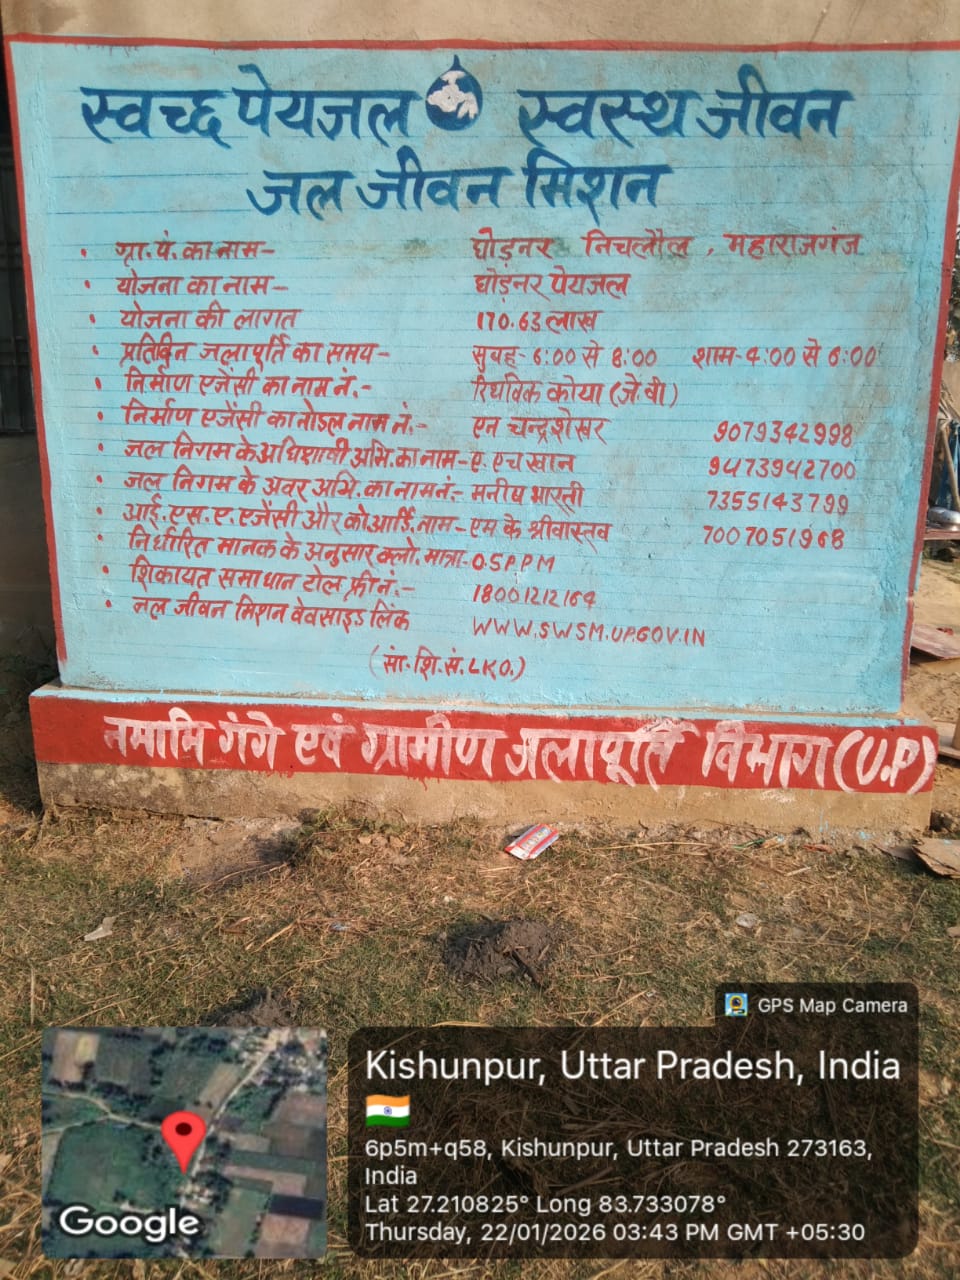 स्वच्छ पेयजल स्वस्थ जीवन
जल जीवन मिशन
• ग्रा.पं. का नाम- घोड़नर निचलौल, महाराजगंज
• योजना का नाम- घोड़नर पेयजल
• योजना की लागत 170.63 लाख
• प्रतिदिन जलापूर्ति का समय- सुबह- 6:00 से 8:00 शाम- 4:00 से 6:00
• निर्माण एजेंसी का नाम नं.- रिथविक कोया (जे.वी)
• निर्माण एजेंसी का नोडल नाम नं.- एन चन्द्रशेखर 9079342998
• जल निगम के अधिशाषी अभि. का नाम- ए. एच खान 9473942700
• जल निगम के अवर अभि. का नाम नं.- मनीष भारती 7355143799
• आई.एस.ए. एजेंसी और कोआर्डि. नाम- एम के श्रीवास्तव 7007051968
• निर्धारित मानक के अनुसार क्लो. मात्रा- 0.5PPM
• शिकायत समाधान टोल फ्री नं.- 18001212164
• जल जीवन मिशन वेवसाइड लिंक WWW.SWSM.UP.GOV.IN
(सा. शि. सं. LKO.)
नमामि गंगे एवं ग्रामीण जलापूर्ति विभाग (U.P)
GPS Map Camera
Kishunpur, Uttar Pradesh, India
6p5m+q58, Kishunpur, Uttar Pradesh 273163,
India
Lat 27.210825° Long 83.733078°
Thursday, 22/01/2026 03:43 PM GMT +05:30
Google